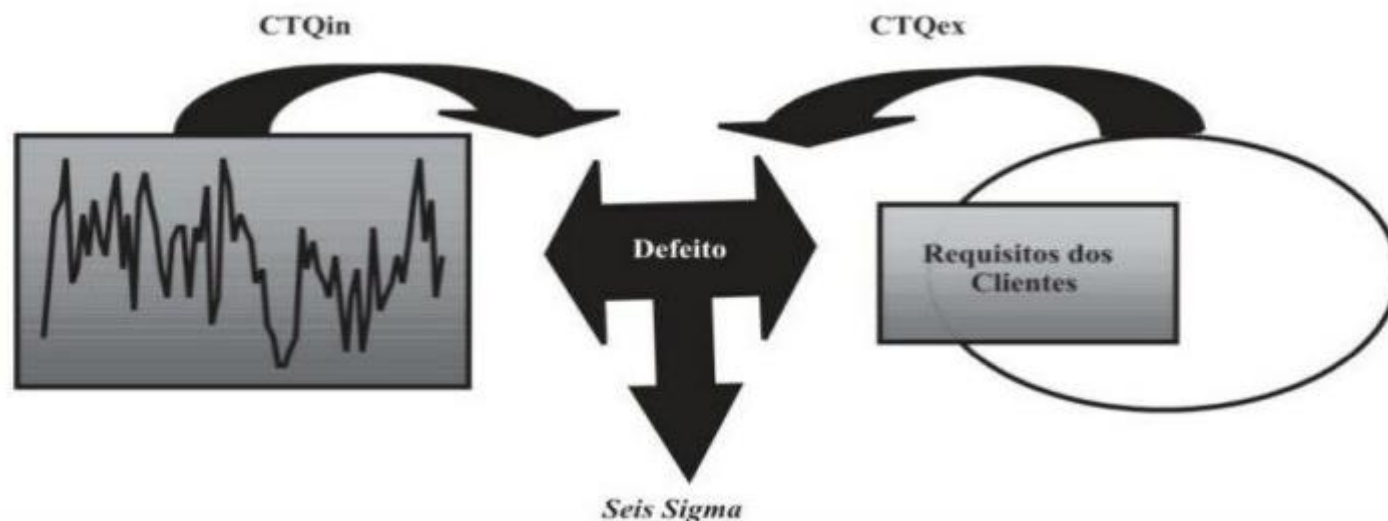 CTQin
CTQex
Defeito
Requisitos dos
Clientes
Seis Sigma